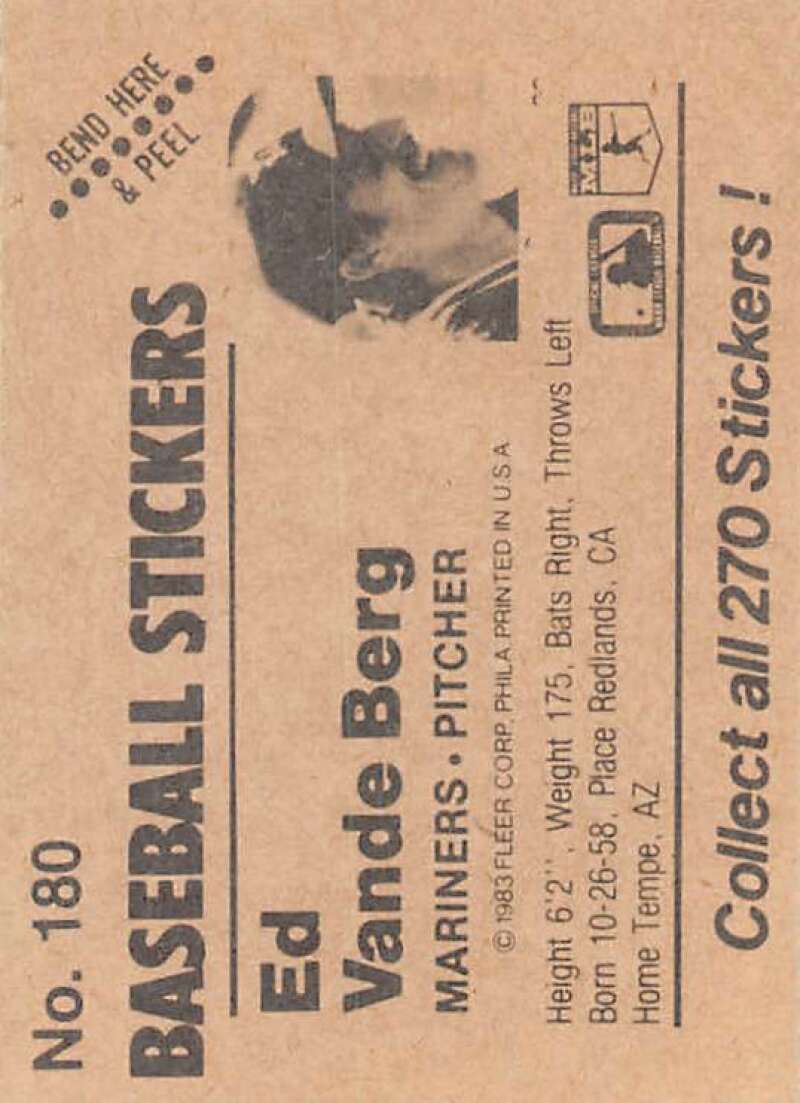 No. 180
BEND HERE
& PEEL
BASEBALL STICKERS
Ed
Vande Berg
MARINERS • PITCHER
© 1983 FLEER CORP. PHILA. PRINTED IN U.S.A.
Height 6'2", Weight 175, Bats Right, Throws Left
Born 10-26-58, Place Redlands, CA
Home Tempe, AZ
Collect all 270 Stickers!